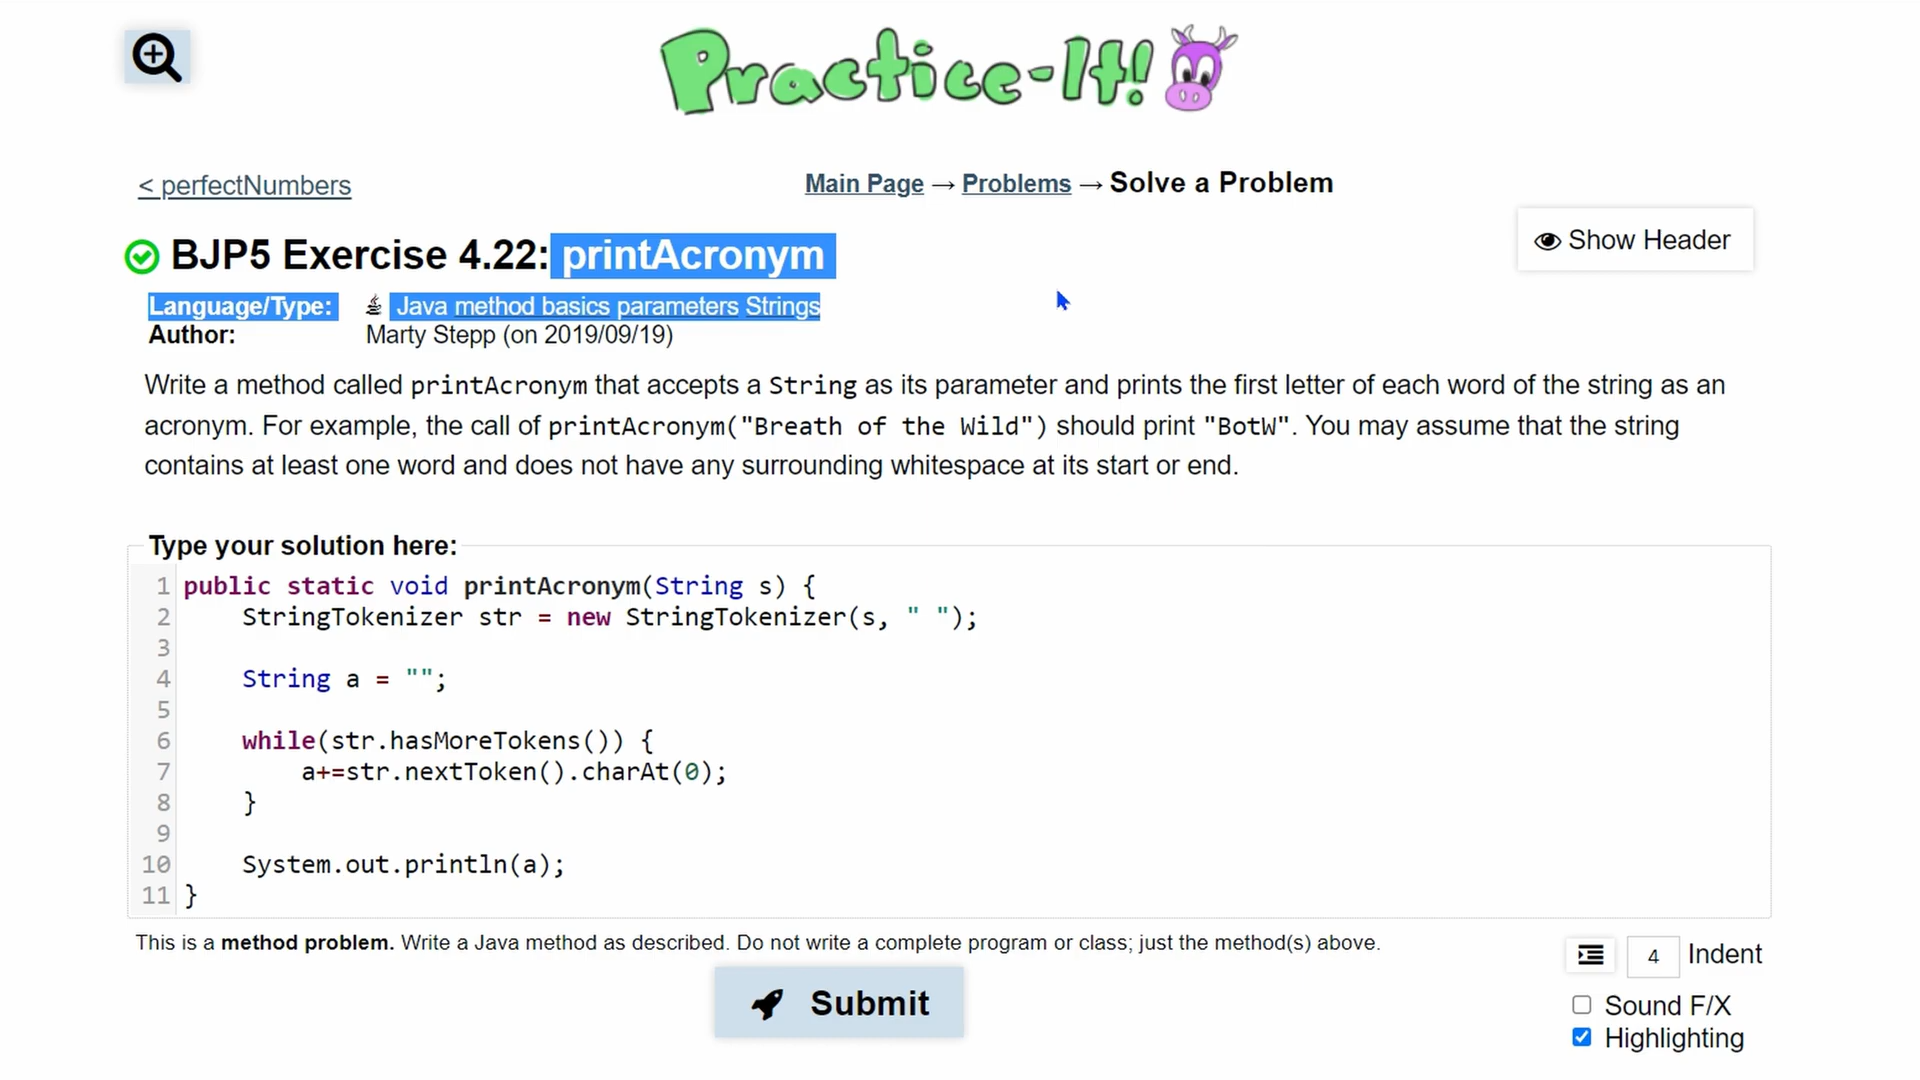 Practice-It!
< perfectNumbers
Main Page → Problems → Solve a Problem
Show Header
BJP5 Exercise 4.22: printAcronym
Language/Type: Java method basics parameters Strings
Author: Marty Stepp (on 2019/09/19)
Write a method called printAcronym that accepts a String as its parameter and prints the first letter of each word of the string as an
acronym. For example, the call of printAcronym("Breath of the Wild") should print "BotW". You may assume that the string
contains at least one word and does not have any surrounding whitespace at its start or end.
Type your solution here:
1 public static void printAcronym(String s) {
2     StringTokenizer str = new StringTokenizer(s, " ");
3
4     String a = "";
5
6     while(str.hasMoreTokens()) {
7         a+=str.nextToken().charAt(0);
8     }
9
10     System.out.println(a);
11 }
This is a method problem. Write a Java method as described. Do not write a complete program or class; just the method(s) above.
4 Indent
Submit
Sound F/X
Highlighting